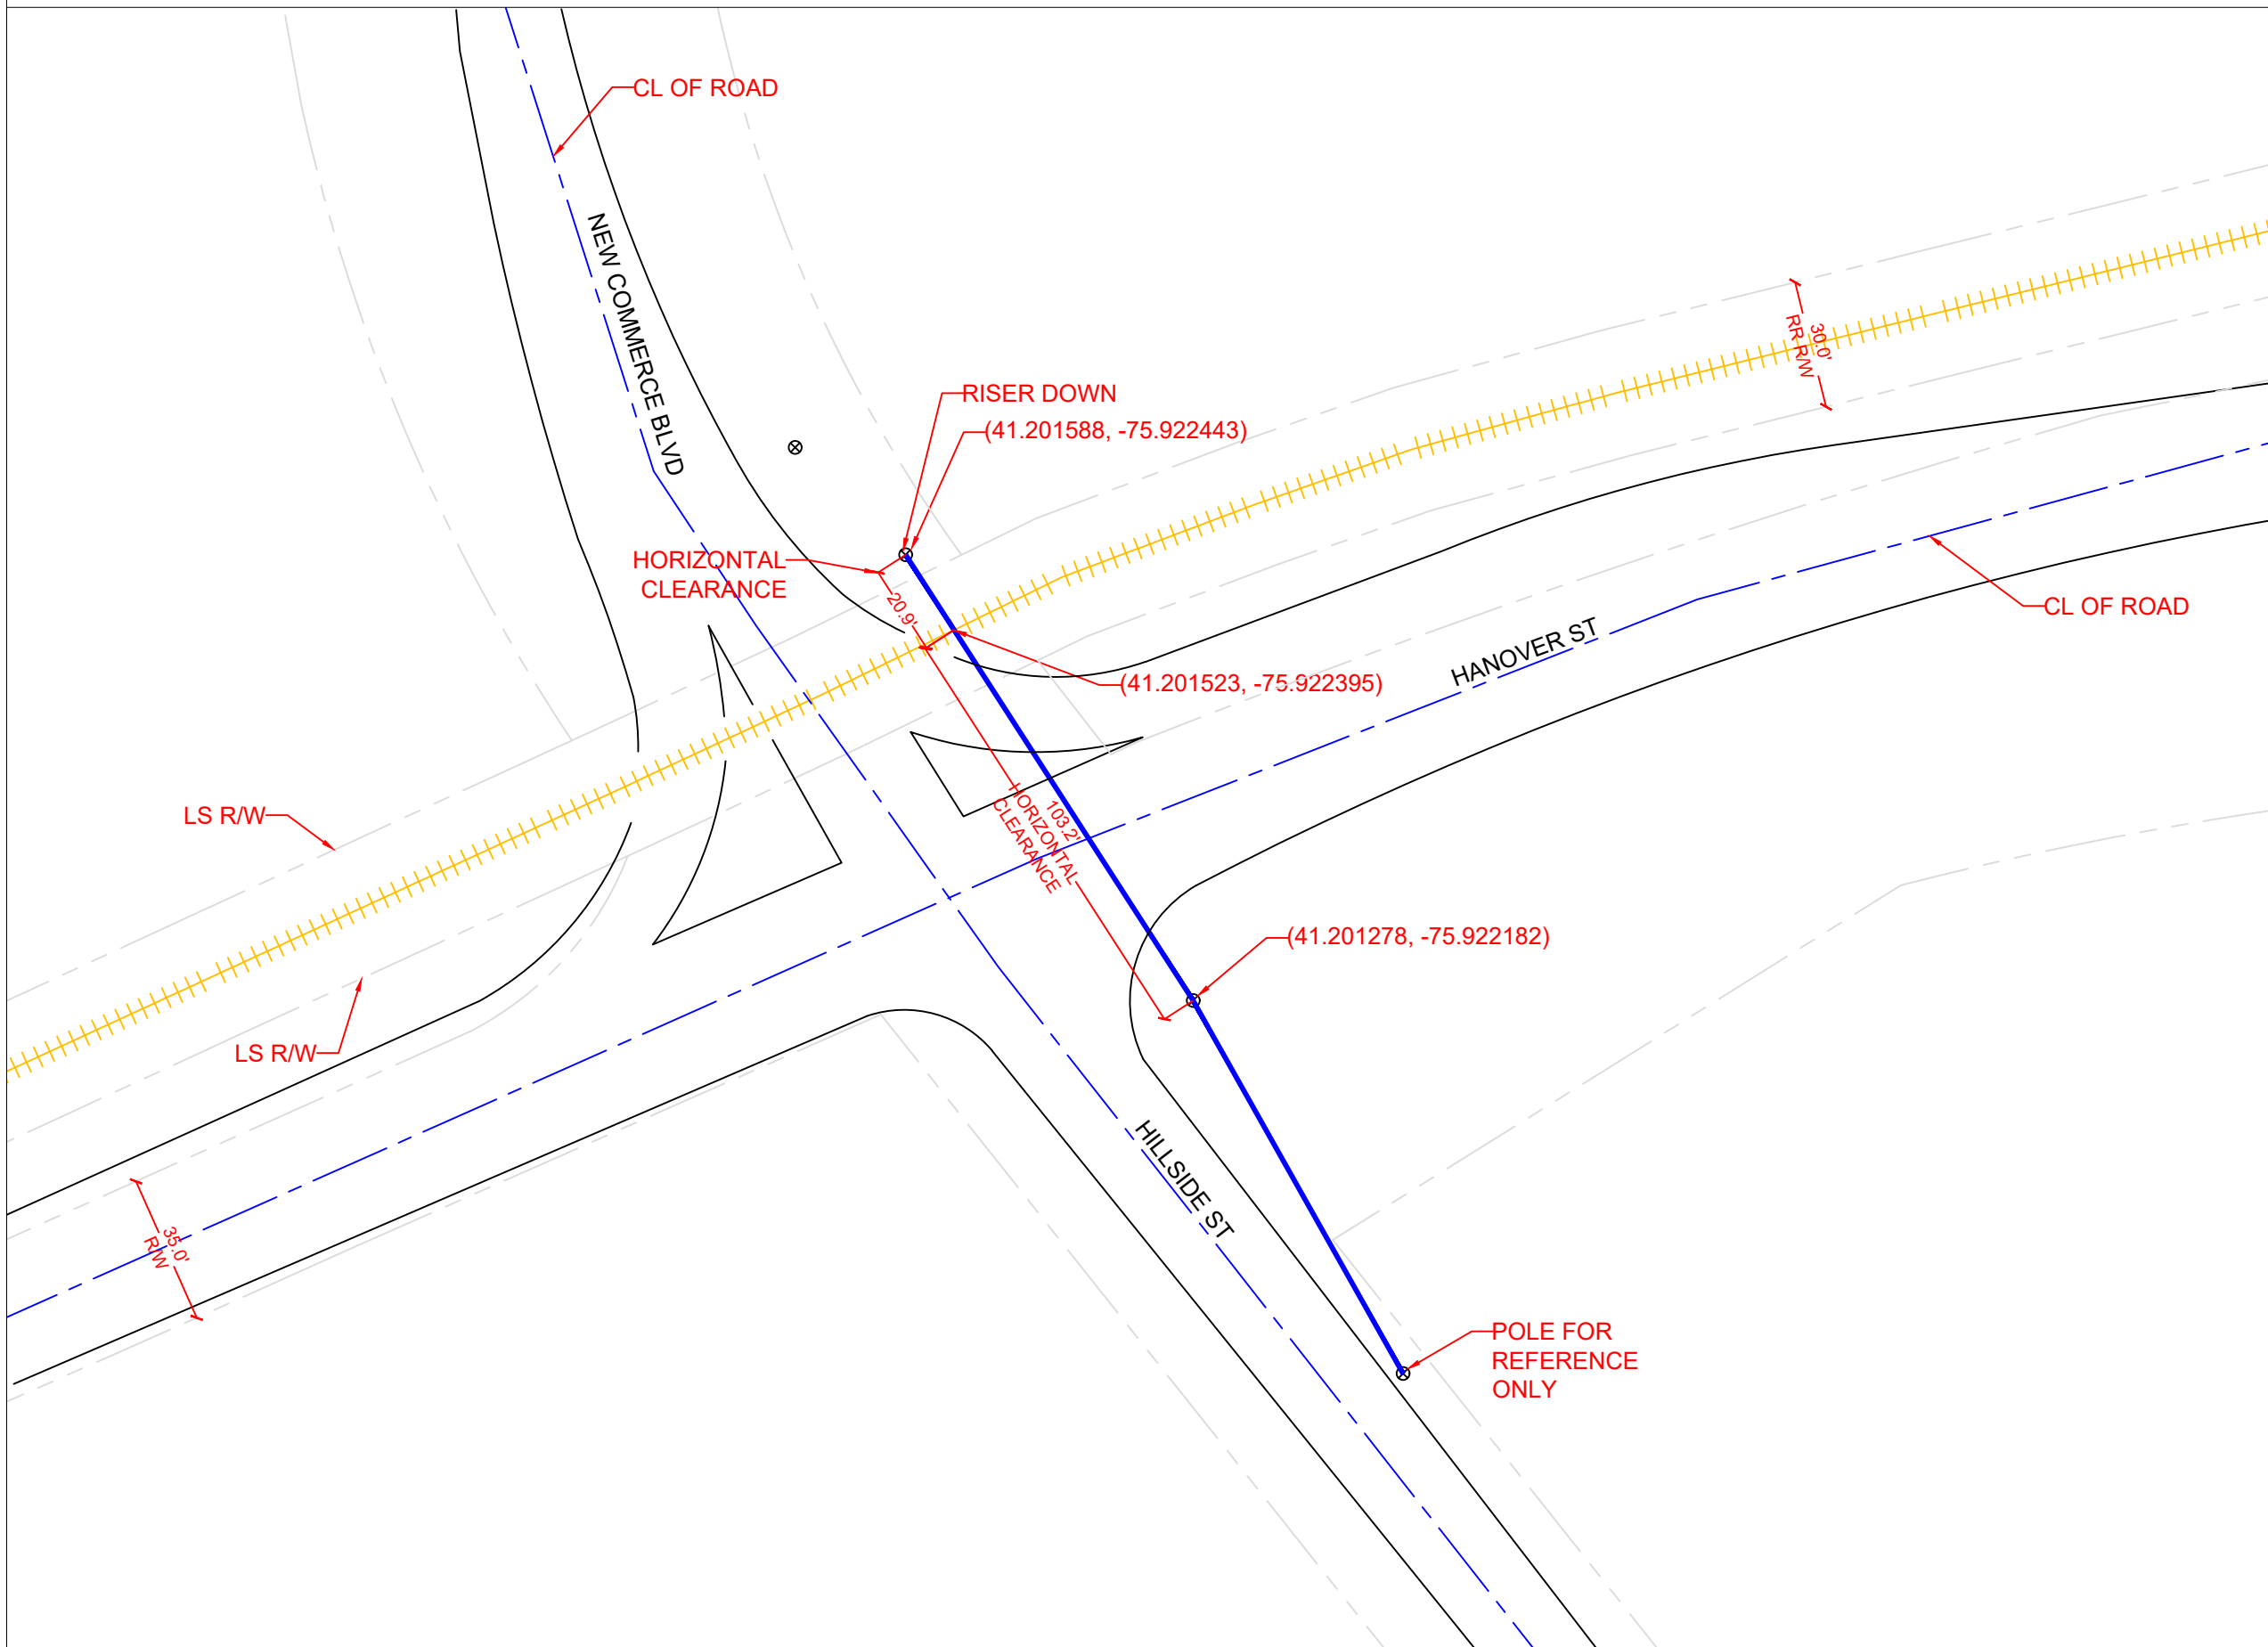 CL OF ROAD
NEW COMMERCE BLVD
30.0'
RR R/W
RISER DOWN
(41.201588, -75.922443)
HORIZONTAL
CLEARANCE
20.9'
CL OF ROAD
HANOVER ST
(41.201523, -75.922395)
LS R/W
103.2'
HORIZONTAL
CLEARANCE
(41.201278, -75.922182)
LS R/W
HILLSIDE ST
35.0'
R/W
POLE FOR
REFERENCE
ONLY